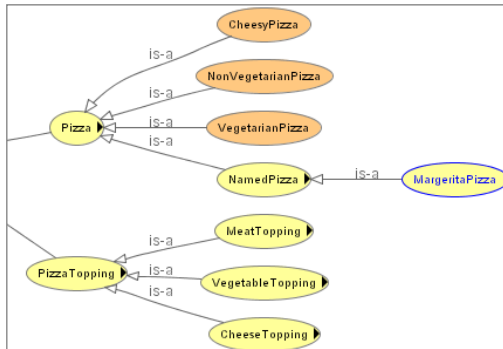 CheesyPizza
is-a
NonVegetarianPizza
is-a
Pizza
is-a
VegetarianPizza
is-a
NamedPizza
is-a
MargeritaPizza
MeatTopping
is-a
PizzaTopping
is-a
VegetableTopping
is-a
CheeseTopping